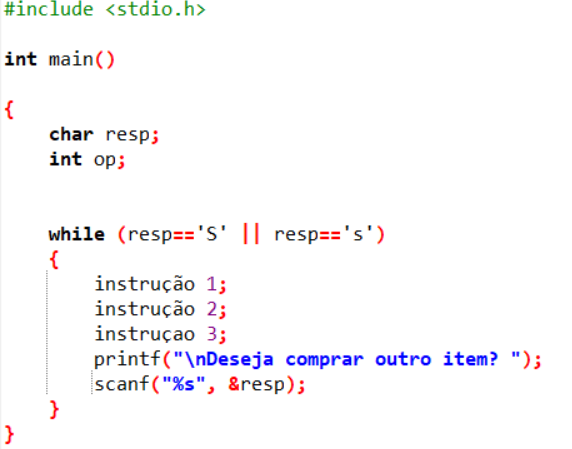 #include <stdio.h>
int main()
{
char resp;
int op;
while (resp=='S' || resp=='s')
{
instrução 1;
instrução 2;
instruçao 3;
printf("\nDeseja comprar outro item? ");
scanf("%s", &resp);
}
}